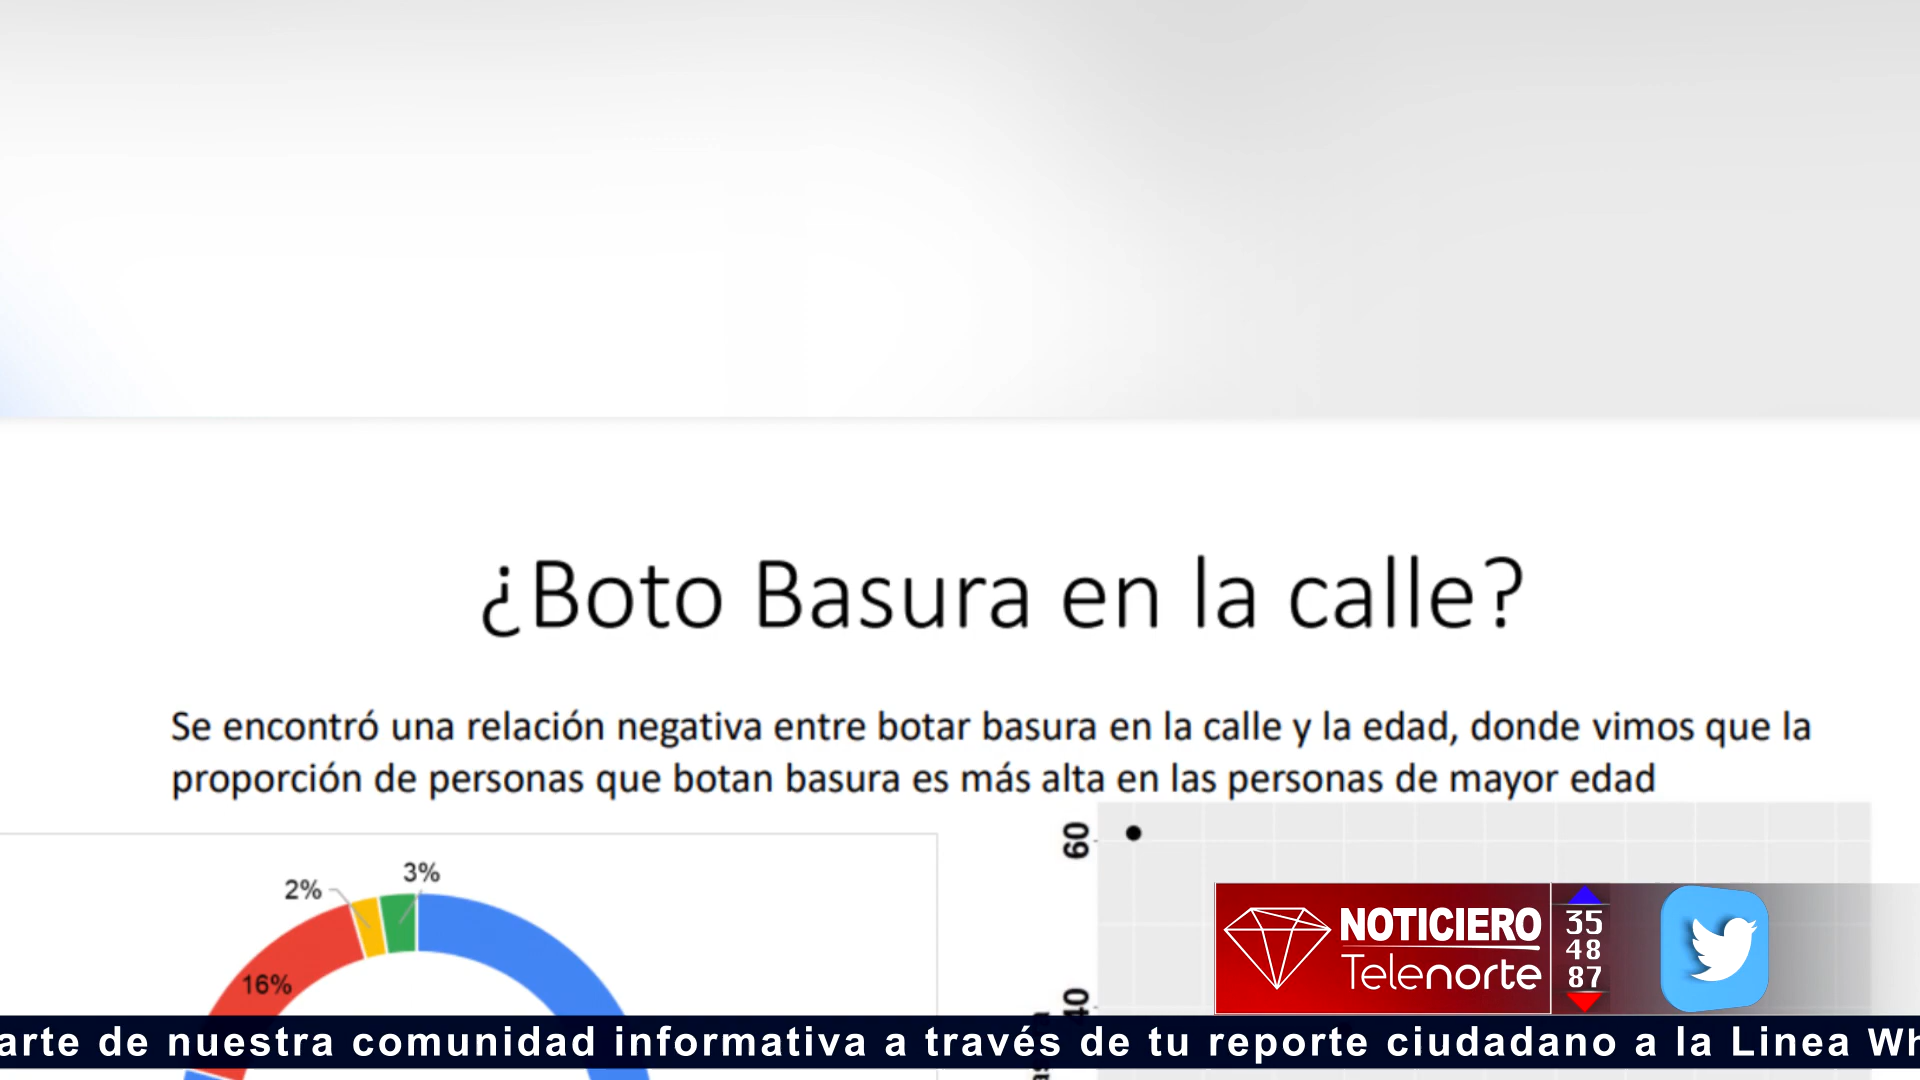 ¿Boto Basura en la calle?
Se encontró una relación negativa entre botar basura en la calle y la edad, donde vimos que la
proporción de personas que botan basura es más alta en las personas de mayor edad
2%
3%
16%
60
40
NOTICIERO
Telenorte
35
48
87
arte de nuestra comunidad informativa a través de tu reporte ciudadano a la Linea Wh